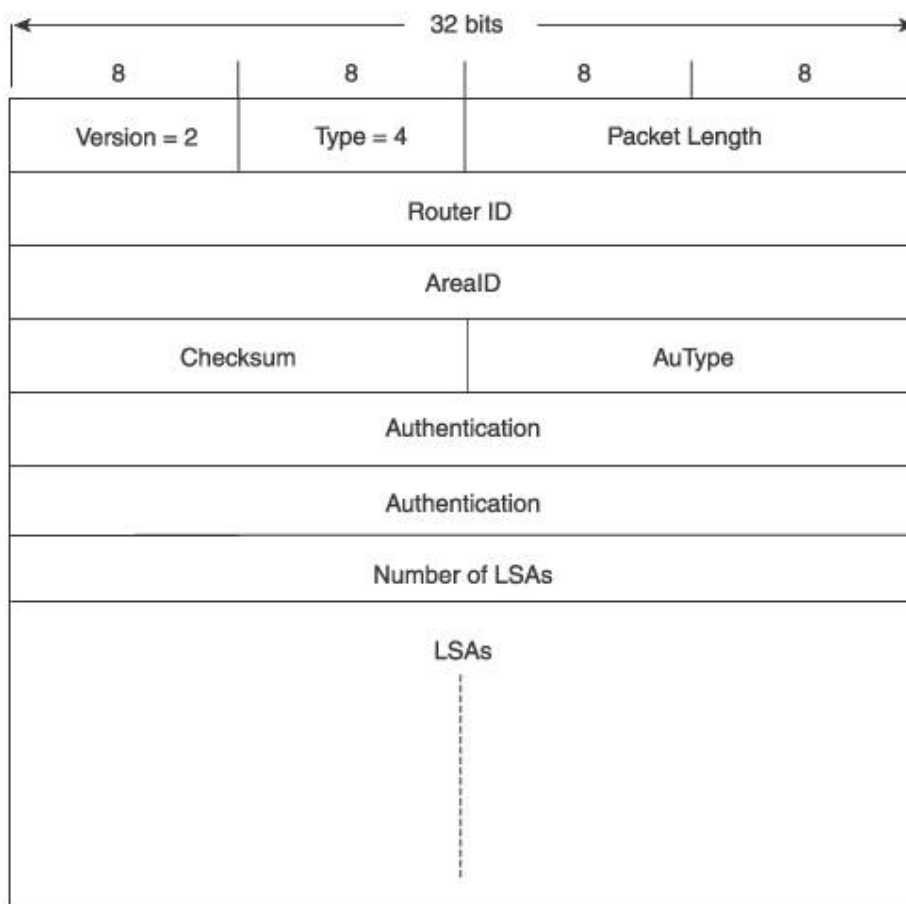 32 bits
8 8 8 8
Version = 2 Type = 4 Packet Length
Router ID
AreaID
Checksum AuType
Authentication
Authentication
Number of LSAs
LSAs